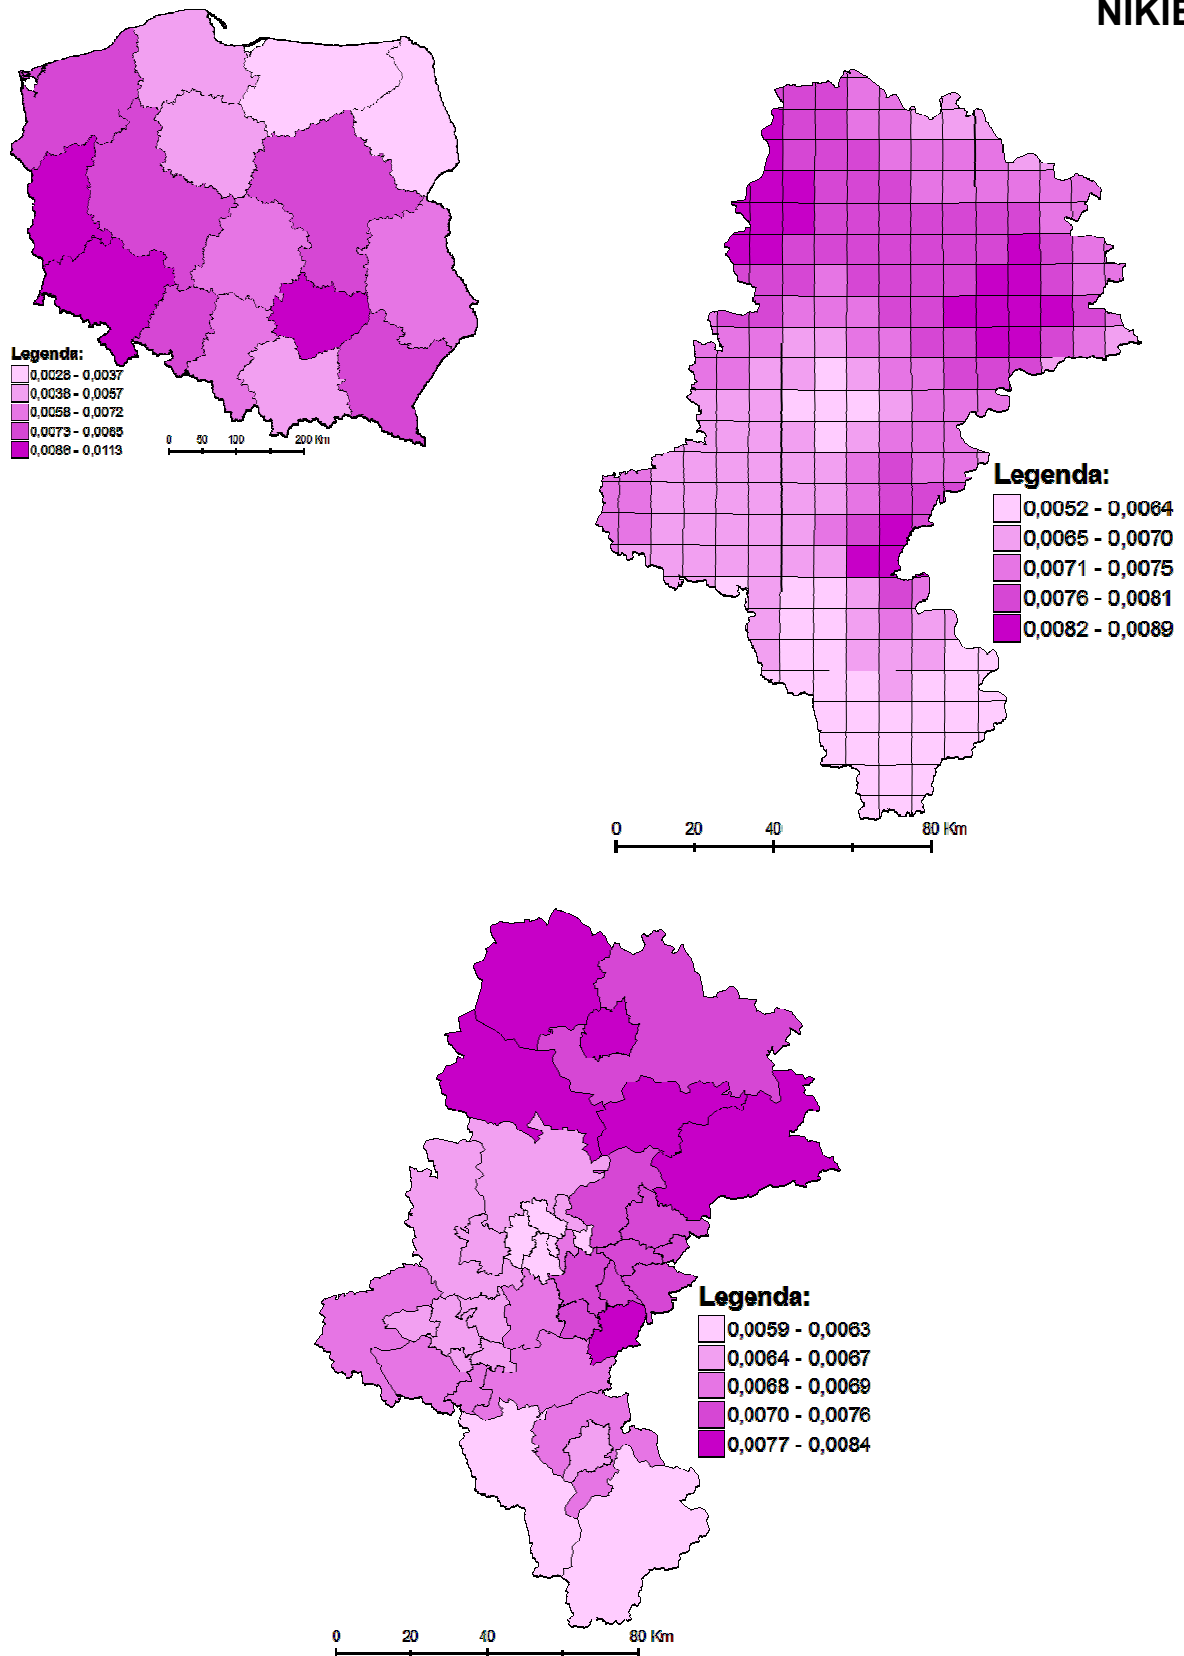 NIKIE
Legenda:
0,0028 - 0,0037
0,0038 - 0,0057
0,0058 - 0,0072
0,0073 - 0,0085
0,0086 - 0,0113
0 50 100 200 Km
Legenda:
0,0052 - 0,0064
0,0065 - 0,0070
0,0071 - 0,0075
0,0076 - 0,0081
0,0082 - 0,0089
0 20 40 80 Km
Legenda:
0,0059 - 0,0063
0,0064 - 0,0067
0,0068 - 0,0069
0,0070 - 0,0076
0,0077 - 0,0084
0 20 40 80 Km